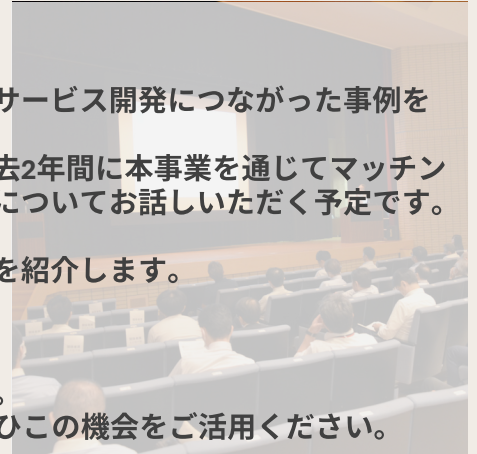 サービス開発につながった事例を
去2年間に本事業を通じてマッチン
についてお話しいただく予定です。
を紹介します。
。
ひこの機会をご活用ください。